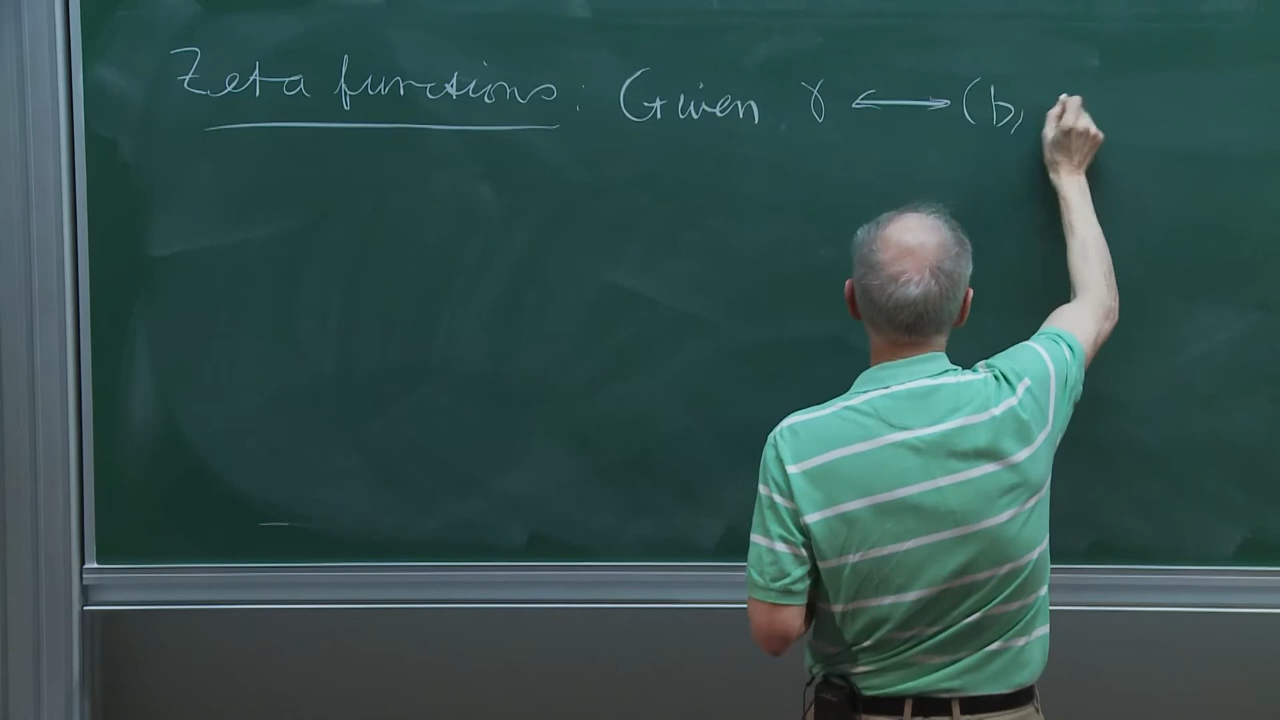 Zeta functions: Given γ ⟷ (b,